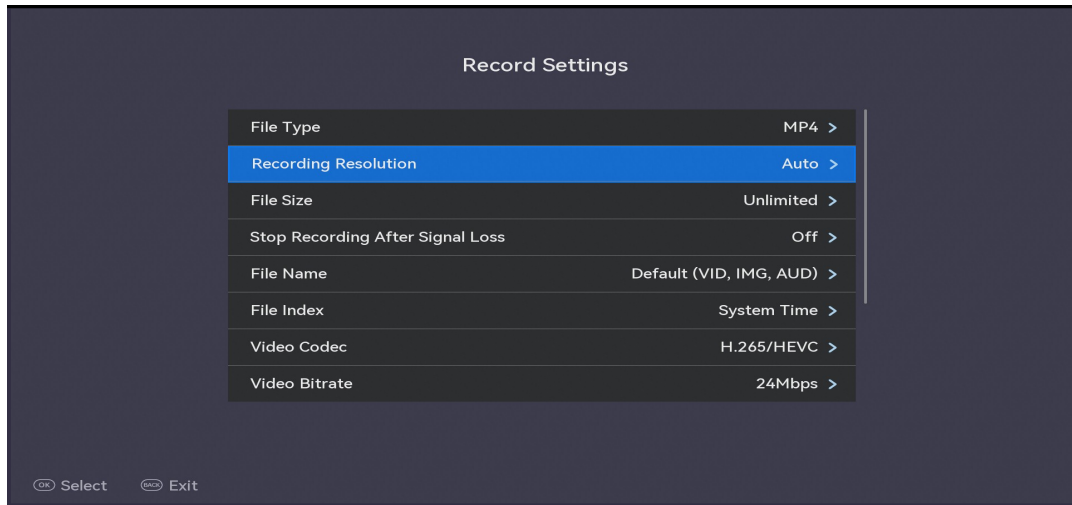 Record Settings
File Type MP4 >
Recording Resolution Auto >
File Size Unlimited >
Stop Recording After Signal Loss Off >
File Name Default (VID, IMG, AUD) >
File Index System Time >
Video Codec H.265/HEVC >
Video Bitrate 24Mbps >
OK Select BACK Exit